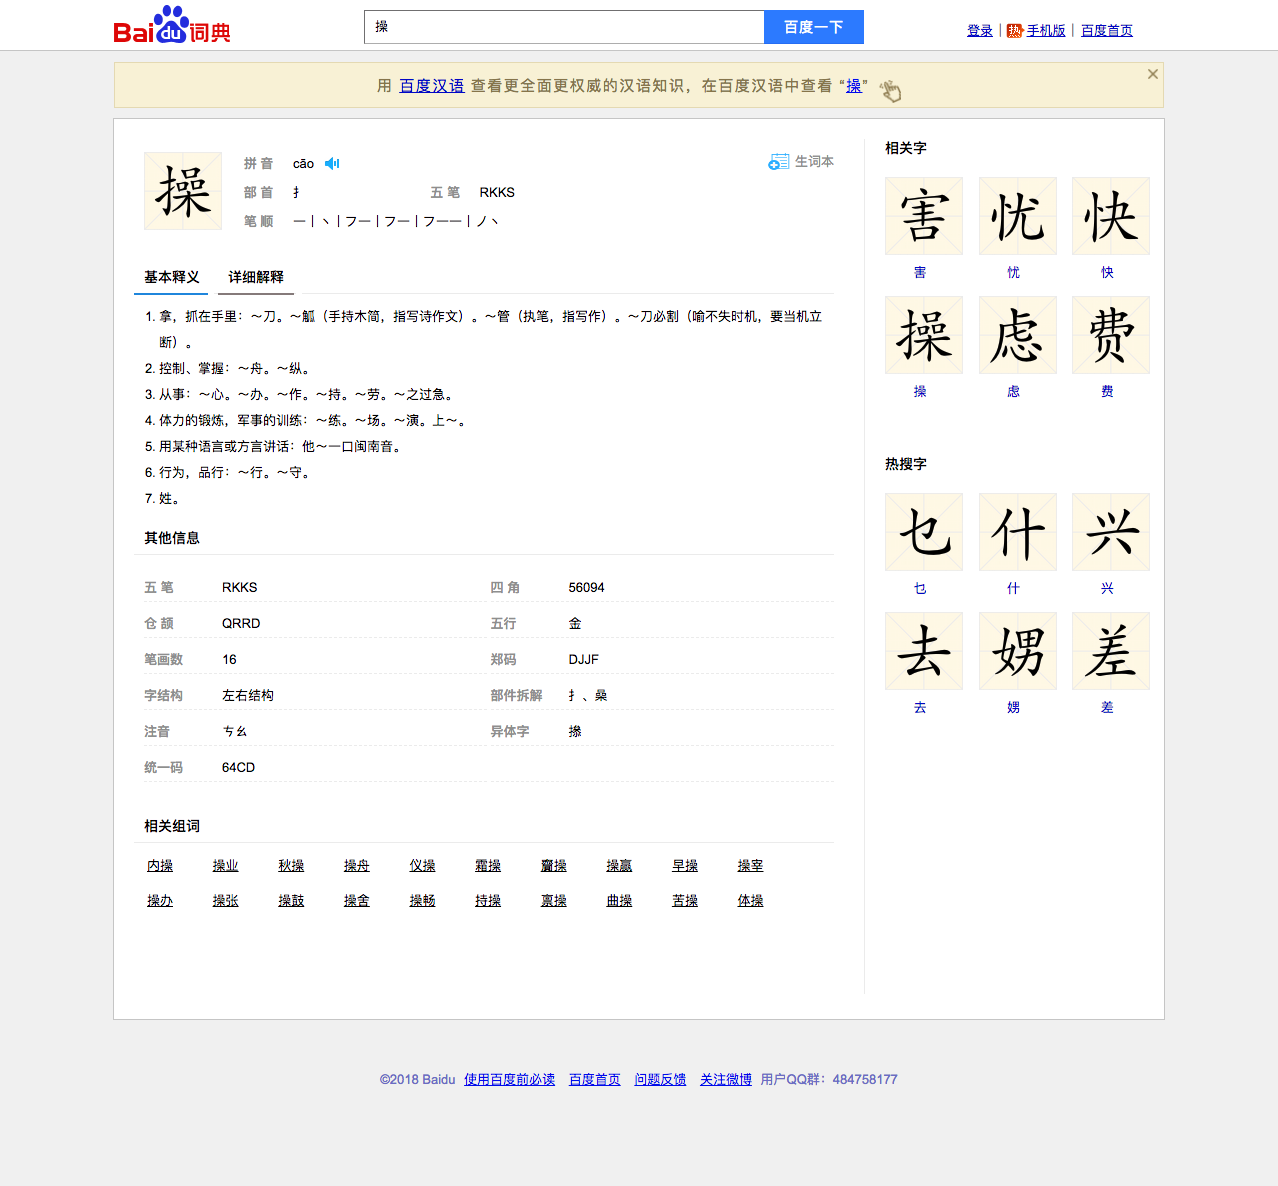 Baidu词典
操
百度一下
登录 | 热 手机版 | 百度首页
用 百度汉语 查看更全面更权威的汉语知识，在百度汉语中查看 “操”
操
拼 音 cāo
生词本
部 首 扌 五 笔 RKKS
笔 顺 一丨丶丨フ一丨フ一丨フ一一丨ノ丶
基本释义 详细解释
1. 拿，抓在手里：～刀。～觚（手持木简，指写诗作文）。～管（执笔，指写作）。～刀必割（喻不失时机，要当机立
断）。
2. 控制、掌握：～舟。～纵。
3. 从事：～心。～办。～作。～持。～劳。～之过急。
4. 体力的锻炼，军事的训练：～练。～场。～演。上～。
5. 用某种语言或方言讲话：他～一口闽南音。
6. 行为，品行：～行。～守。
7. 姓。
其他信息
五 笔 RKKS 四 角 56094
仓 颉 QRRD 五行 金
笔画数 16 郑码 DJJF
字结构 左右结构 部件拆解 扌、喿
注音 ㄘㄠ 异体字 掺
统一码 64CD
相关组词
内操 操业 秋操 操舟 仪操 霜操 操赢 早操 操宰
操办 操张 操鼓 操舍 操畅 持操 禀操 曲操 苦操 体操
相关字
害 忧 快
害 忧 快
操 虑 费
操 虑 费
热搜字
乜 什 兴
乜 什 兴
去 娚 差
去 娚 差
©2018 Baidu 使用百度前必读 百度首页 问题反馈 关注微博 用户QQ群：484758177